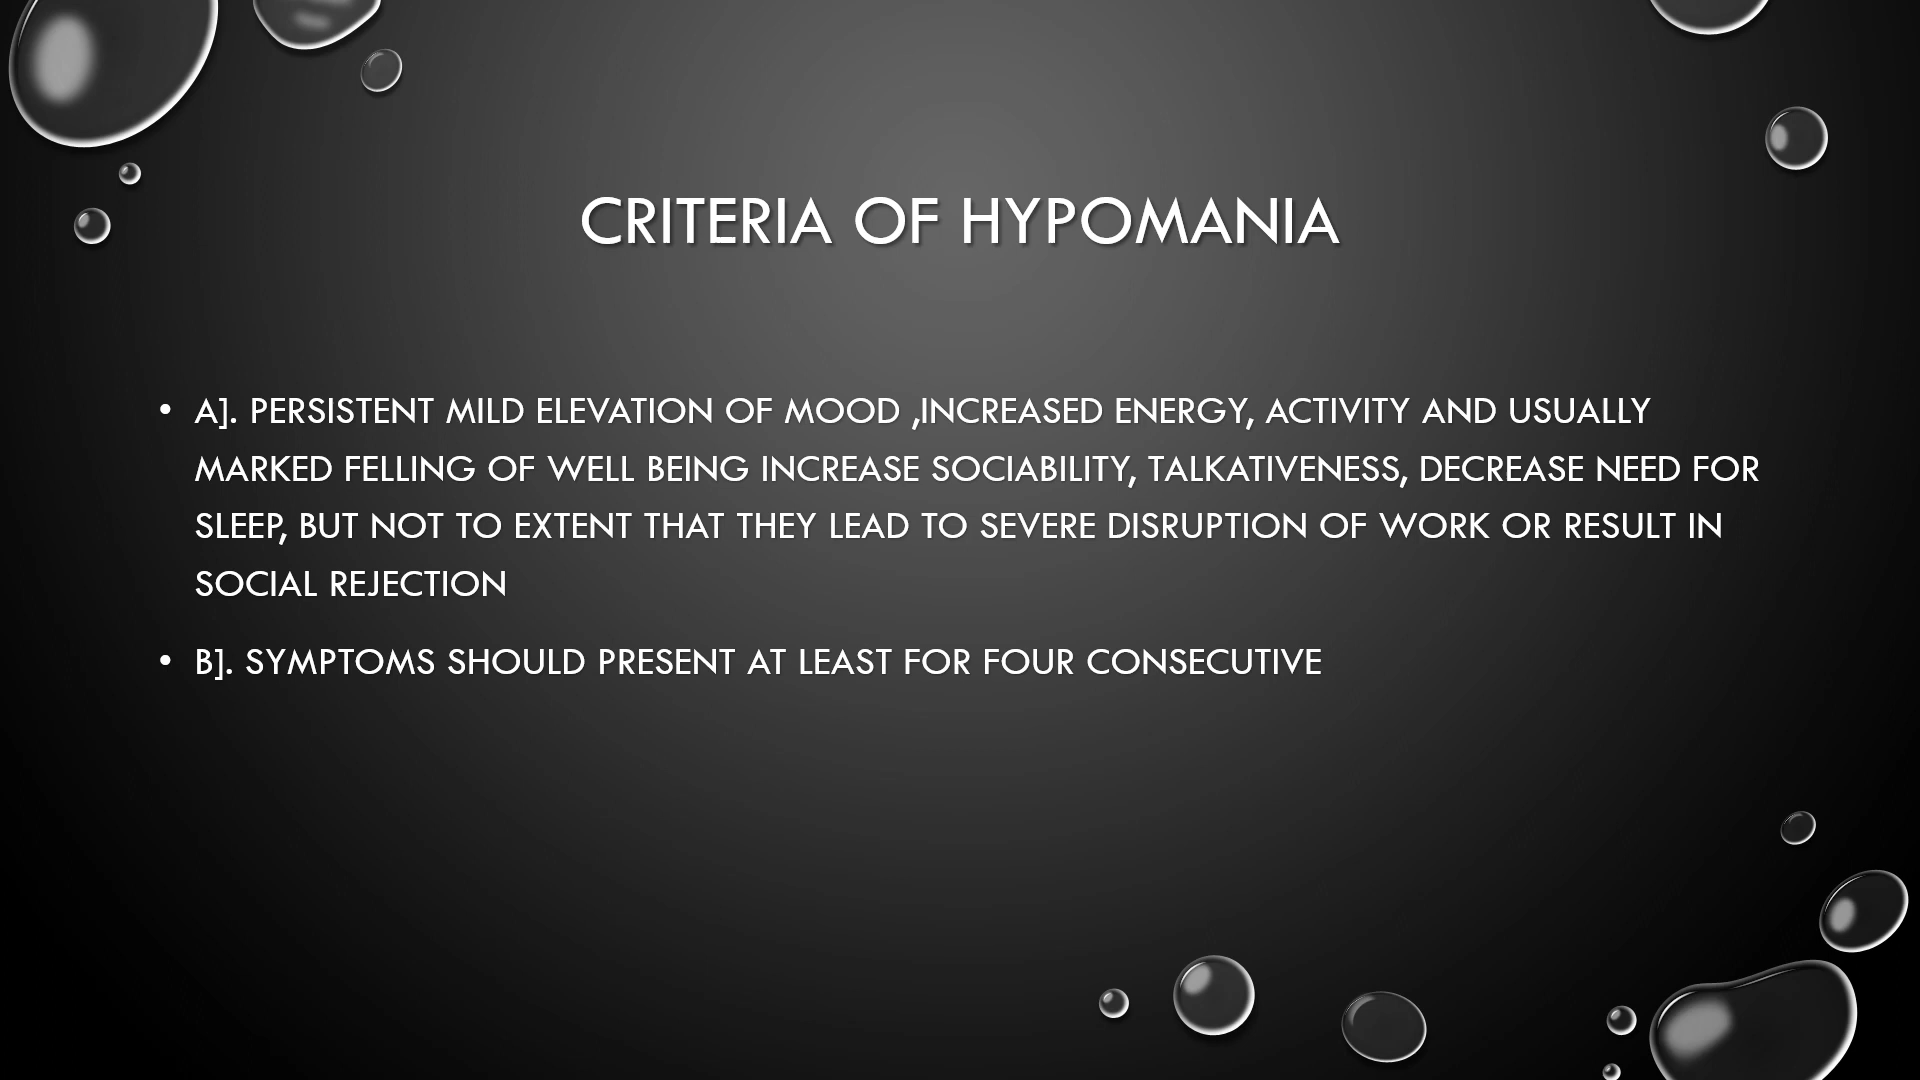 CRITERIA OF HYPOMANIA
• A]. PERSISTENT MILD ELEVATION OF MOOD ,INCREASED ENERGY, ACTIVITY AND USUALLY
MARKED FELLING OF WELL BEING INCREASE SOCIABILITY, TALKATIVENESS, DECREASE NEED FOR
SLEEP, BUT NOT TO EXTENT THAT THEY LEAD TO SEVERE DISRUPTION OF WORK OR RESULT IN
SOCIAL REJECTION
• B]. SYMPTOMS SHOULD PRESENT AT LEAST FOR FOUR CONSECUTIVE